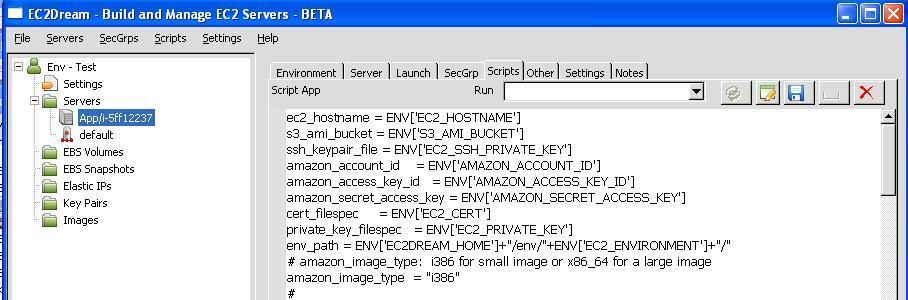 EC2Dream - Build and Manage EC2 Servers - BETA
File Servers SecGrps Scripts Settings Help
Env - Test
Settings
Servers
App/i-5ff12237
default
EBS Volumes
EBS Snapshots
Elastic IPs
Key Pairs
Images
Environment Server Launch SecGrp Scripts Other Settings Notes
Script App Run
ec2_hostname = ENV['EC2_HOSTNAME']
s3_ami_bucket = ENV['S3_AMI_BUCKET']
ssh_keypair_file = ENV['EC2_SSH_PRIVATE_KEY']
amazon_account_id = ENV['AMAZON_ACCOUNT_ID']
amazon_access_key_id = ENV['AMAZON_ACCESS_KEY_ID']
amazon_secret_access_key = ENV['AMAZON_SECRET_ACCESS_KEY']
cert_filespec = ENV['EC2_CERT']
private_key_filespec = ENV['EC2_PRIVATE_KEY']
env_path = ENV['EC2DREAM_HOME']+"/env/"+ENV['EC2_ENVIRONMENT']+"/"
# amazon_image_type: i386 for small image or x86_64 for a large image
amazon_image_type = "i386"
#